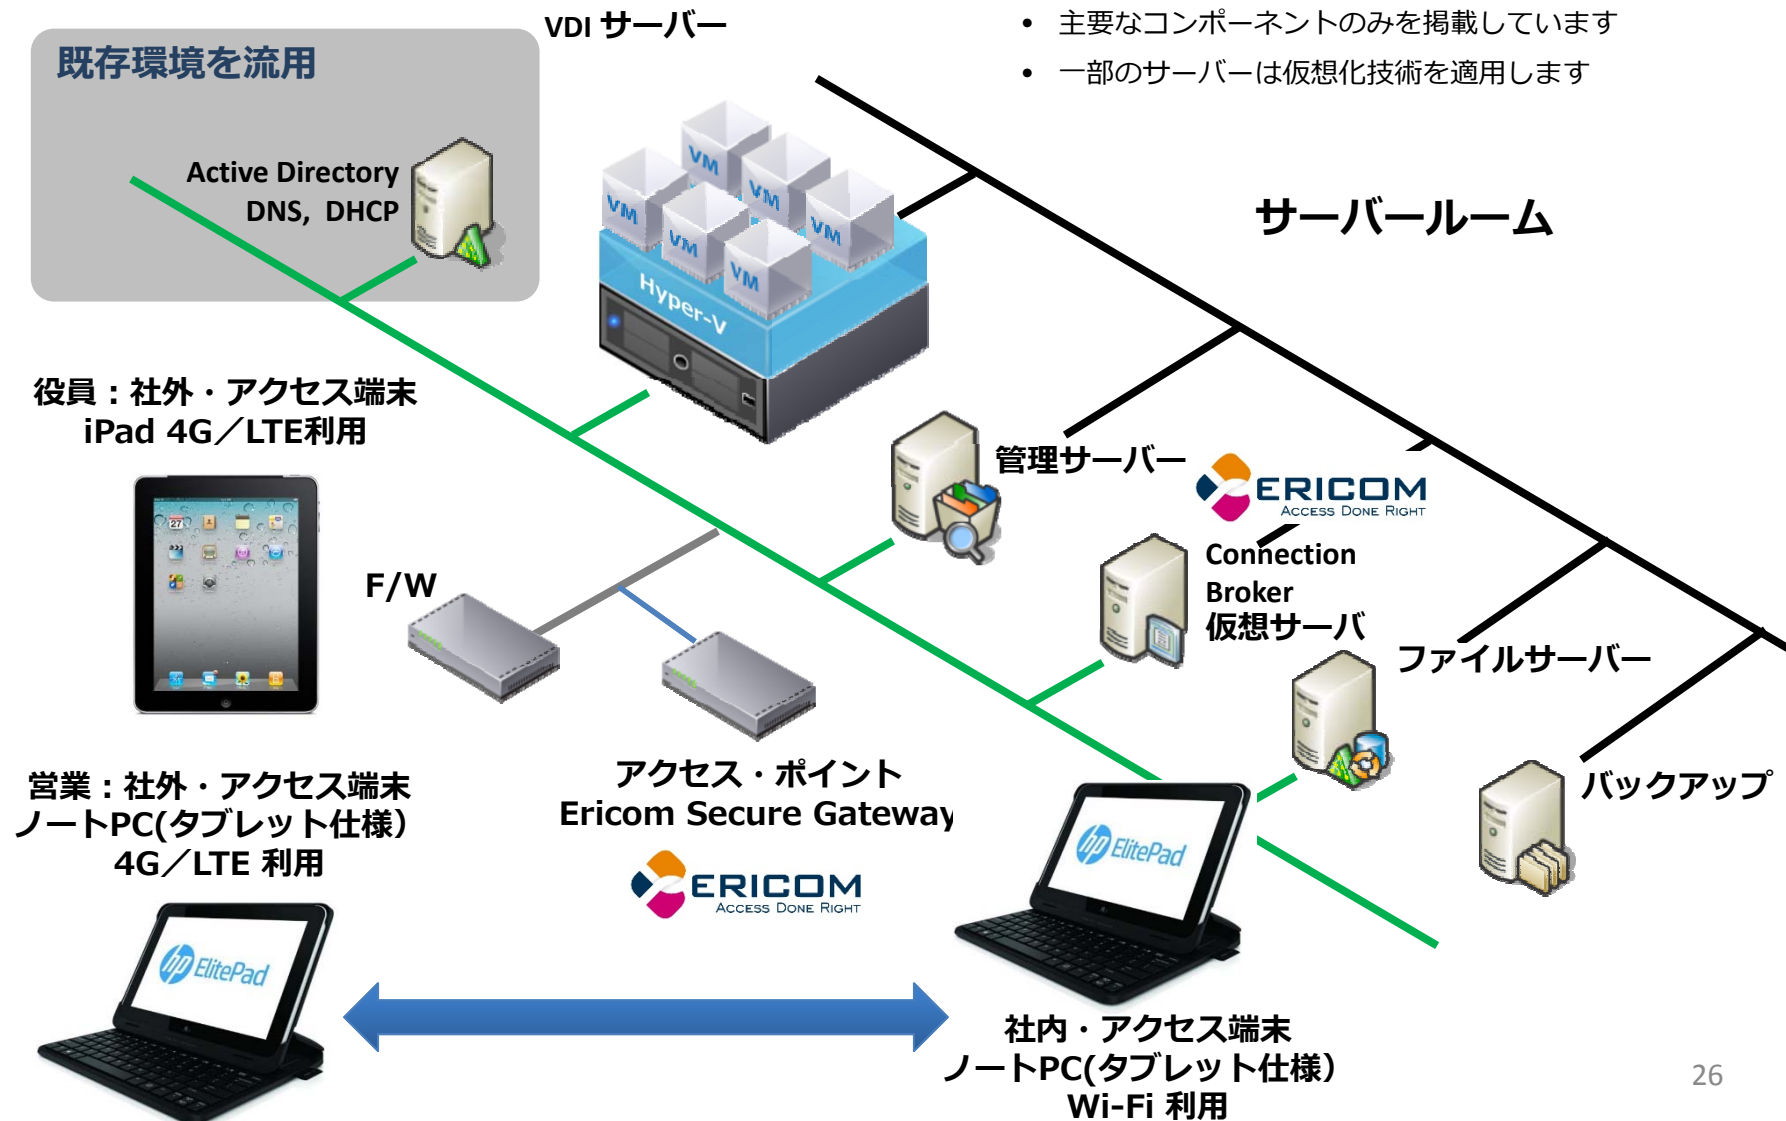 VDI サーバー
• 主要なコンポーネントのみを掲載しています
• 一部のサーバーは仮想化技術を適用します
既存環境を流用
Active Directory
DNS, DHCP
サーバールーム
VM
VM
VM
VM
VM
VM
Hyper-V
役員：社外・アクセス端末
iPad 4G／LTE利用
27
管理サーバー
ERICOM
ACCESS DONE RIGHT
Connection
Broker
仮想サーバ
F/W
ファイルサーバー
アクセス・ポイント
Ericom Secure Gateway
ERICOM
ACCESS DONE RIGHT
バックアップ
営業：社外・アクセス端末
ノートPC(タブレット仕様）
4G／LTE 利用
hp ElitePad
hp ElitePad
社内・アクセス端末
ノートPC(タブレット仕様）
Wi-Fi 利用
26